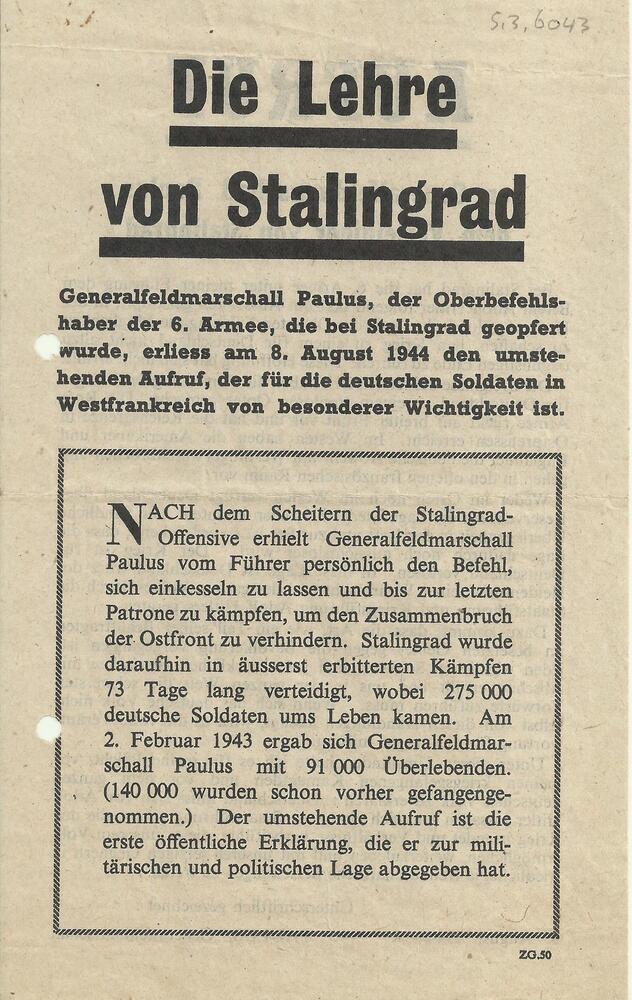 S.3, 6043
Die Lehre
von Stalingrad
Generalfeldmarschall Paulus, der Oberbefehls-
haber der 6. Armee, die bei Stalingrad geopfert
wurde, erliess am 8. August 1944 den umste-
henden Aufruf, der für die deutschen Soldaten in
Westfrankreich von besonderer Wichtigkeit ist.
NACH dem Scheitern der Stalingrad-
Offensive erhielt Generalfeldmarschall
Paulus vom Führer persönlich den Befehl,
sich einkesseln zu lassen und bis zur letzten
Patrone zu kämpfen, um den Zusammenbruch
der Ostfront zu verhindern. Stalingrad wurde
daraufhin in äusserst erbitterten Kämpfen
73 Tage lang verteidigt, wobei 275 000
deutsche Soldaten ums Leben kamen. Am
2. Februar 1943 ergab sich Generalfeldmar-
schall Paulus mit 91 000 Überlebenden.
(140 000 wurden schon vorher gefangenge-
nommen.) Der umstehende Aufruf ist die
erste öffentliche Erklärung, die er zur mili-
tärischen und politischen Lage abgegeben hat.
ZG.50